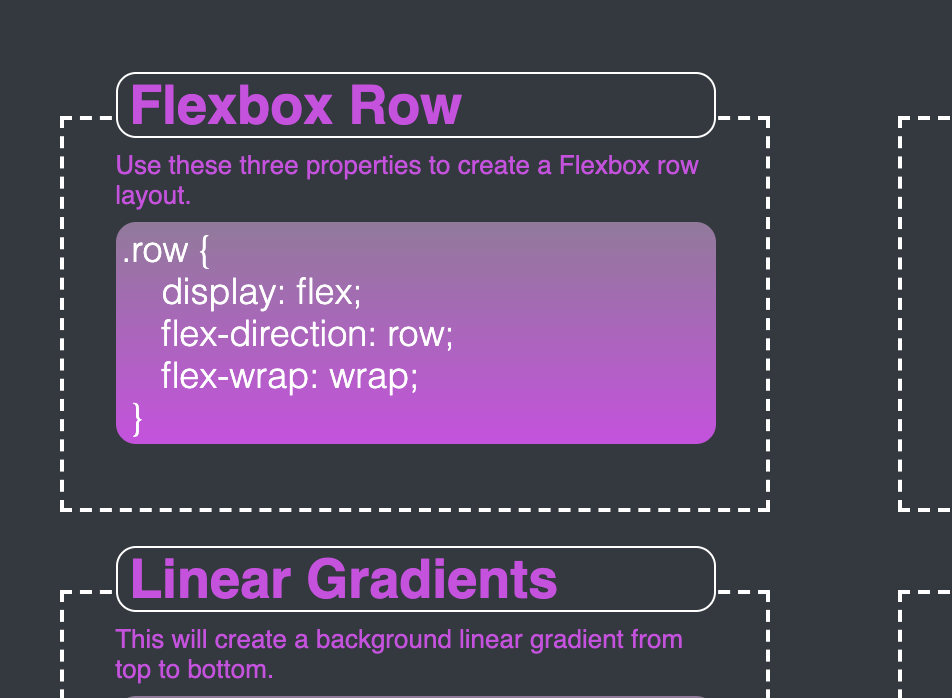 Flexbox Row
Use these three properties to create a Flexbox row
layout.
.row {
display: flex;
flex-direction: row;
flex-wrap: wrap;
}
Linear Gradients
This will create a background linear gradient from
top to bottom.